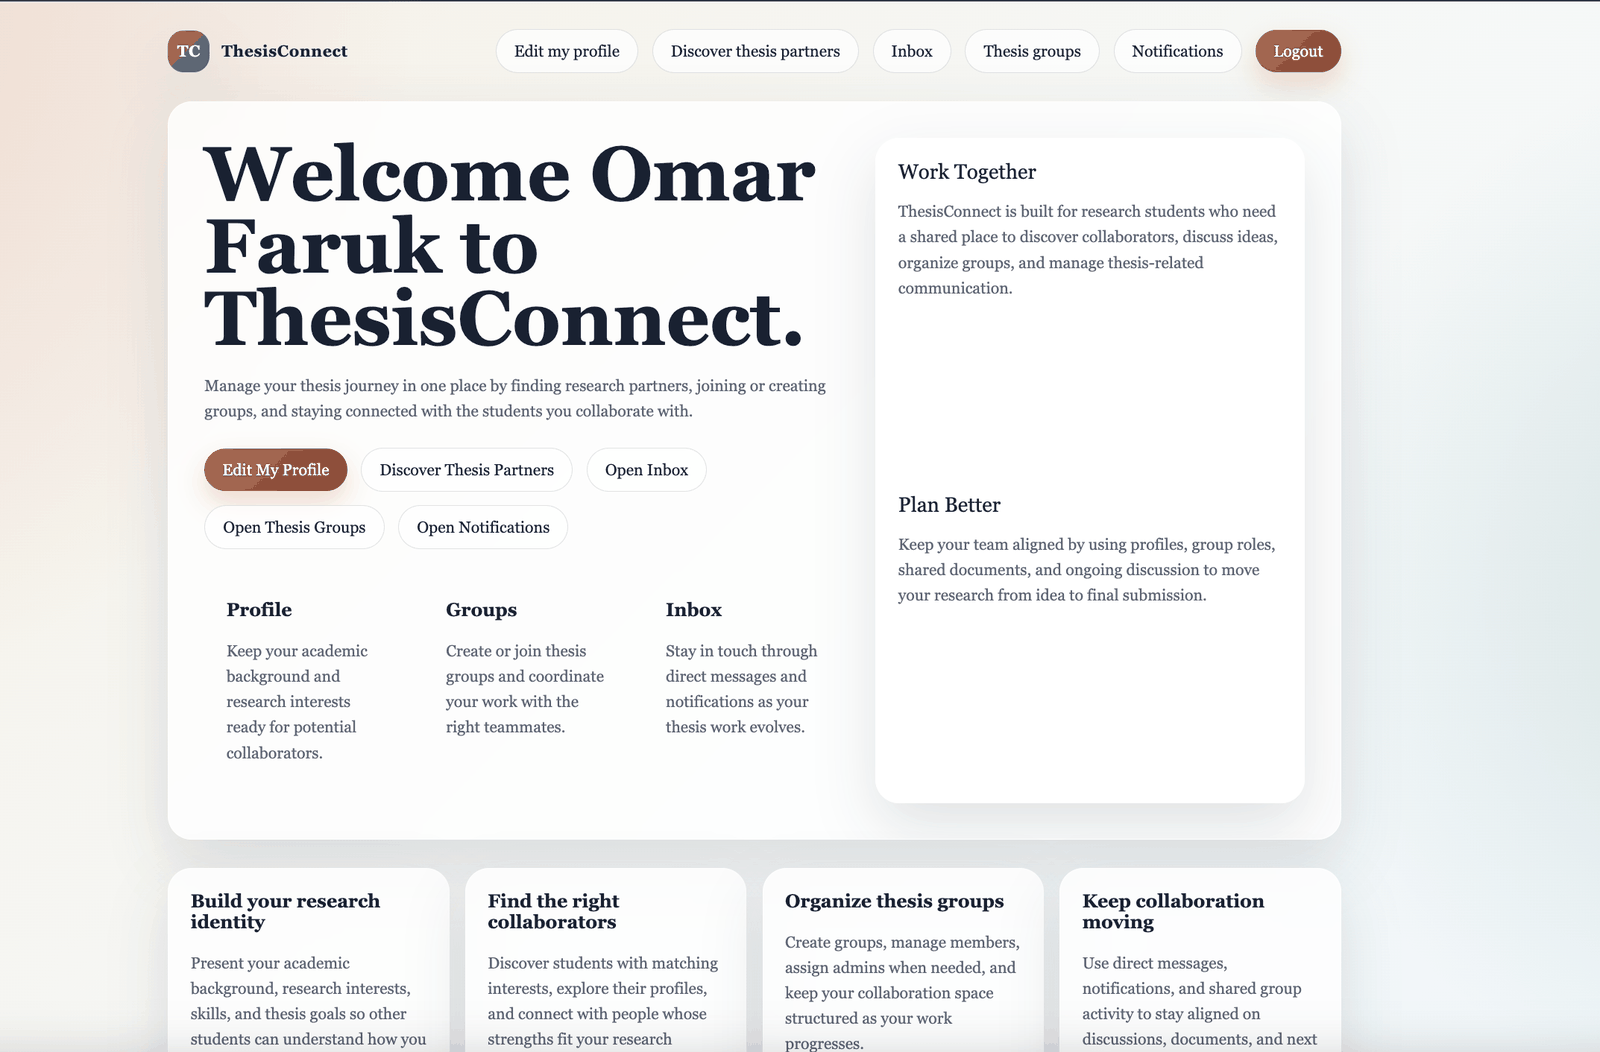 TC ThesisConnect
Edit my profile
Discover thesis partners
Inbox
Thesis groups
Notifications
Logout
Welcome Omar
Faruk to
ThesisConnect.
Manage your thesis journey in one place by finding research partners, joining or creating
groups, and staying connected with the students you collaborate with.
Edit My Profile
Discover Thesis Partners
Open Inbox
Open Thesis Groups
Open Notifications
Profile
Keep your academic
background and
research interests
ready for potential
collaborators.
Groups
Create or join thesis
groups and coordinate
your work with the
right teammates.
Inbox
Stay in touch through
direct messages and
notifications as your
thesis work evolves.
Work Together
ThesisConnect is built for research students who need
a shared place to discover collaborators, discuss ideas,
organize groups, and manage thesis-related
communication.
Plan Better
Keep your team aligned by using profiles, group roles,
shared documents, and ongoing discussion to move
your research from idea to final submission.
Build your research
identity
Present your academic
background, research interests,
skills, and thesis goals so other
students can understand how you
Find the right
collaborators
Discover students with matching
interests, explore their profiles,
and connect with people whose
strengths fit your research
Organize thesis groups
Create groups, manage members,
assign admins when needed, and
keep your collaboration space
structured as your work
progresses.
Keep collaboration
moving
Use direct messages,
notifications, and shared group
activity to stay aligned on
discussions, documents, and next